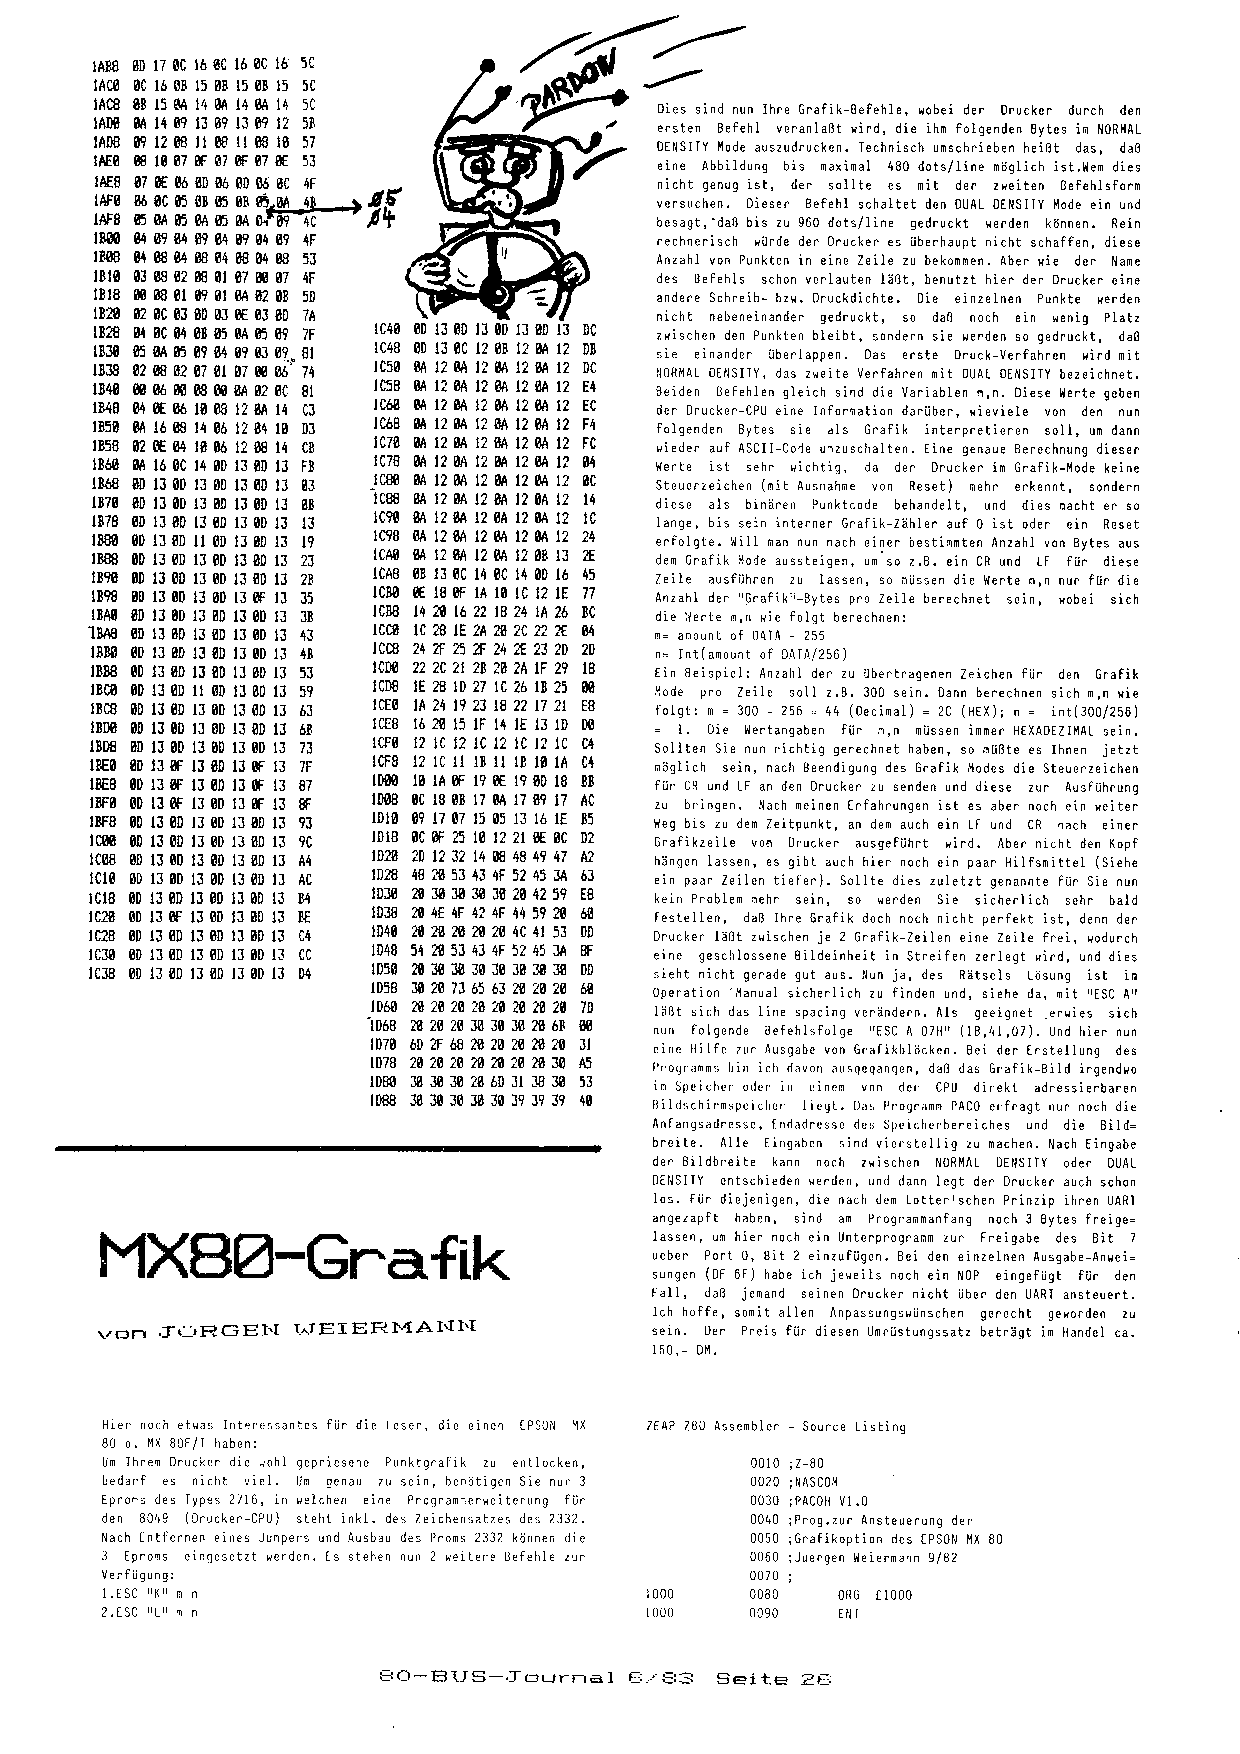 1AB8 0D 17 0C 16 0C 16 0C 16 5C
1AC0 0C 16 0B 15 0B 15 0B 15 5C
1AC8 0B 15 0A 14 0A 14 0A 14 5C
1AD0 0A 14 09 13 09 13 09 12 5B
1AD8 09 12 08 11 08 11 08 10 57
1AE0 08 10 07 0F 07 0F 07 0E 53
1AE8 07 0E 06 0D 06 0D 06 0C 4F
1AF0 06 0C 05 0B 05 0B 05 0A 4B
1AF8 05 0A 05 0A 05 0A 04 09 4C
1B00 04 09 04 09 04 09 04 09 4F
1B08 04 08 04 08 04 08 04 08 53
1B10 03 08 02 08 01 07 00 07 4F
1B18 00 08 01 09 01 0A 02 0B 5D
1B20 02 0C 03 0D 03 0E 03 0D 7A
1B28 04 0C 04 0B 05 0A 05 09 7F
1B30 05 0A 05 09 04 09 03 09 81
1B38 02 08 02 07 01 07 00 06 74
1B40 00 06 00 08 00 0A 02 0C 81
1B48 04 0E 06 10 08 12 0A 14 C3
1B50 0A 16 08 14 06 12 04 10 D3
1B58 02 0E 04 10 06 12 08 14 CB
1B60 0A 16 0C 14 0D 13 0D 13 FB
1B68 0D 13 0D 13 0D 13 0D 13 03
1B70 0D 13 0D 13 0D 13 0D 13 0B
1B78 0D 13 0D 13 0D 13 0D 13 13
1B80 0D 13 0D 11 0D 13 0D 13 19
1B88 0D 13 0D 13 0D 13 0D 13 23
1B90 0D 13 0D 13 0D 13 0D 13 2B
1B98 0D 13 0D 13 0D 13 0F 13 35
1BA0 0D 13 0D 13 0D 13 0D 13 3B
1BA8 0D 13 0D 13 0D 13 0D 13 43
1BB0 0D 13 0D 13 0D 13 0D 13 4B
1BB8 0D 13 0D 13 0D 13 0D 13 53
1BC0 0D 13 0D 11 0D 13 0D 13 59
1BC8 0D 13 0D 13 0D 13 0D 13 63
1BD0 0D 13 0D 13 0D 13 0D 13 6B
1BD8 0D 13 0D 13 0D 13 0D 13 73
1BE0 0D 13 0F 13 0D 13 0F 13 7F
1BE8 0D 13 0F 13 0D 13 0F 13 87
1BF0 0D 13 0F 13 0D 13 0F 13 8F
1BF8 0D 13 0D 13 0D 13 0D 13 93
1C00 0D 13 0D 13 0D 13 0D 13 9C
1C08 0D 13 0D 13 0D 13 0D 13 A4
1C10 0D 13 0D 13 0D 13 0D 13 AC
1C18 0D 13 0D 13 0D 13 0D 13 B4
1C20 0D 13 0F 13 0D 13 0D 13 BE
1C28 0D 13 0D 13 0D 13 0D 13 C4
1C30 0D 13 0D 13 0D 13 0D 13 CC
1C38 0D 13 0D 13 0D 13 0D 13 D4
05
04
PARDON
1C40 0D 13 0D 13 0D 13 0D 13 DC
1C48 0D 13 0C 12 0B 12 0A 12 DB
1C50 0A 12 0A 12 0A 12 0A 12 DC
1C58 0A 12 0A 12 0A 12 0A 12 E4
1C60 0A 12 0A 12 0A 12 0A 12 EC
1C68 0A 12 0A 12 0A 12 0A 12 F4
1C70 0A 12 0A 12 0A 12 0A 12 FC
1C78 0A 12 0A 12 0A 12 0A 12 04
1C80 0A 12 0A 12 0A 12 0A 12 0C
1C88 0A 12 0A 12 0A 12 0A 12 14
1C90 0A 12 0A 12 0A 12 0A 12 1C
1C98 0A 12 0A 12 0A 12 0A 12 24
1CA0 0A 12 0A 12 0A 12 0B 13 2E
1CA8 0B 13 0C 14 0C 14 0D 16 45
1CB0 0E 18 0F 1A 10 1C 12 1E 77
1CB8 14 20 16 22 18 24 1A 26 BC
1CC0 1C 28 1E 2A 20 2C 22 2E 04
1CC8 24 2F 25 2F 24 2E 23 2D 2D
1CD0 22 2C 21 2B 20 2A 1F 29 18
1CD8 1E 28 1D 27 1C 26 1B 25 00
1CE0 1A 24 19 23 18 22 17 21 E8
1CE8 16 20 15 1F 14 1E 13 1D D0
1CF0 12 1C 12 1C 12 1C 12 1C C4
1CF8 12 1C 11 1B 11 1B 10 1A C4
1D00 10 1A 0F 19 0E 19 0D 18 BB
1D08 0C 18 0B 17 0A 17 09 17 AC
1D10 09 17 07 15 05 13 16 1E B5
1D18 0C 0F 25 10 12 21 0E 0C D2
1D20 2D 12 32 14 08 48 49 47 A2
1D28 48 20 53 43 4F 52 45 3A 63
1D30 20 30 30 30 30 20 42 59 E8
1D38 20 4E 4F 42 4F 44 59 20 60
1D40 20 20 20 20 20 4C 41 53 DD
1D48 54 20 53 43 4F 52 45 3A BF
1D50 20 30 30 30 30 30 30 30 DD
1D58 30 20 73 65 63 20 20 20 60
1D60 20 20 20 20 20 20 20 20 7D
1D68 20 20 20 30 30 30 20 6B 00
1D70 6D 2F 68 20 20 20 20 20 31
1D78 20 20 20 20 20 20 20 30 A5
1D80 30 30 30 20 6D 31 38 30 53
1D88 30 30 30 30 30 39 39 39 40
MX80-Grafik
von JÜRGEN WEIERMANN
Hier noch etwas Interessantes für die Leser, die einen EPSON MX
80 o. MX 80F/T haben:
Um Ihrem Drucker die wohl gepriesene Punktgrafik zu entlocken,
bedarf es nicht viel. Um genau zu sein, benötigen Sie nur 3
Eproms des Types 2716, in welchen eine Programmerweiterung für
den 8049 (Drucker-CPU) steht inkl. des Zeichensatzes des 2332.
Nach Entfernen eines Jumpers und Ausbau des Proms 2332 können die
3 Eproms eingesetzt werden. Es stehen nun 2 weitere Befehle zur
Verfügung:
1.ESC "K" m n
2.ESC "L" m n
Dies sind nun Ihre Grafik-Befehle, wobei der Drucker durch den
ersten Befehl veranlaßt wird, die ihm folgenden Bytes im NORMAL
DENSITY Mode auszudrucken. Technisch umschrieben heißt das, daß
eine Abbildung bis maximal 480 dots/line möglich ist.Wem dies
nicht genug ist, der sollte es mit der zweiten Befehlsform
versuchen. Dieser Befehl schaltet den DUAL DENSITY Mode ein und
besagt, daß bis zu 960 dots/line gedruckt werden können. Rein
rechnerisch würde der Drucker es überhaupt nicht schaffen, diese
Anzahl von Punkten in eine Zeile zu bekommen. Aber wie der Name
des Befehls schon verlauten läßt, benutzt hier der Drucker eine
andere Schreib- bzw. Druckdichte. Die einzelnen Punkte werden
nicht nebeneinander gedruckt, so daß noch ein wenig Platz
zwischen den Punkten bleibt, sondern sie werden so gedruckt, daß
sie einander überlappen. Das erste Druck-Verfahren wird mit
NORMAL DENSITY, das zweite Verfahren mit DUAL DENSITY bezeichnet.
Beiden Befehlen gleich sind die Variablen m,n. Diese Werte geben
der Drucker-CPU eine Information darüber, wieviele von den nun
folgenden Bytes sie als Grafik interpretieren soll, um dann
wieder auf ASCII-Code umzuschalten. Eine genaue Berechnung dieser
Werte ist sehr wichtig, da der Drucker im Grafik-Mode keine
Steuerzeichen (mit Ausnahme von Reset) mehr erkennt, sondern
diese als binären Punktcode behandelt, und dies macht er so
lange, bis sein interner Grafik-Zähler auf 0 ist oder ein Reset
erfolgte. Will man nun nach einer bestimmten Anzahl von Bytes aus
dem Grafik Mode aussteigen, um so z.B. ein CR und LF für diese
Zeile ausführen zu lassen, so müssen die Werte m,n nur für die
Anzahl der "Grafik"-Bytes pro Zeile berechnet sein, wobei sich
die Werte m,n wie folgt berechnen:
m= amount of DATA - 255
n= Int(amount of DATA/256)
Ein Beispiel: Anzahl der zu übertragenen Zeichen für den Grafik
Mode pro Zeile soll z.B. 300 sein. Dann berechnen sich m,n wie
folgt: m = 300 - 256 = 44 (Decimal) = 2C (HEX); n = int(300/256)
= 1. Die Wertangaben für m,n müssen immer HEXADEZIMAL sein.
Sollten Sie nun richtig gerechnet haben, so müßte es Ihnen jetzt
möglich sein, nach Beendigung des Grafik Modes die Steuerzeichen
für CR und LF an den Drucker zu senden und diese zur Ausführung
zu bringen. Nach meinen Erfahrungen ist es aber noch ein weiter
Weg bis zu dem Zeitpunkt, an dem auch ein LF und CR nach einer
Grafikzeile vom Drucker ausgeführt wird. Aber nicht den Kopf
hängen lassen, es gibt auch hier noch ein paar Hilfsmittel (Siehe
ein paar Zeilen tiefer). Sollte dies zuletzt genannte für Sie nun
kein Problem mehr sein, so werden Sie sicherlich sehr bald
festellen, daß Ihre Grafik doch noch nicht perfekt ist, denn der
Drucker läßt zwischen je 2 Grafik-Zeilen eine Zeile frei, wodurch
eine geschlossene Bildeinheit in Streifen zerlegt wird, und dies
sieht nicht gerade gut aus. Nun ja, des Rätsels Lösung ist im
Operation Manual sicherlich zu finden und, siehe da, mit "ESC A"
läßt sich das line spacing verändern. Als geeignet erwies sich
nun folgende Befehlsfolge "ESC A 07H" (1B,41,07). Und hier nun
eine Hilfe zur Ausgabe von Grafikblöcken. Bei der Erstellung des
Programms bin ich davon ausgegangen, daß das Grafik-Bild irgendwo
im Speicher oder in einem von der CPU direkt adressierbaren
Bildschirmspeicher liegt. Das Programm PACO erfragt nur noch die
Anfangsadresse, Endadresse des Speicherbereiches und die Bild=
breite. Alle Eingaben sind vierstellig zu machen. Nach Eingabe
der Bildbreite kann noch zwischen NORMAL DENSITY oder DUAL
DENSITY entschieden werden, und dann legt der Drucker auch schon
los. Für diejenigen, die nach dem Lotter'schen Prinzip ihren UART
angezapft haben, sind am Programmanfang noch 3 Bytes freige=
lassen, um hier noch ein Unterprogramm zur Freigabe des Bit 7
ueber Port 0, Bit 2 einzufügen. Bei den einzelnen Ausgabe-Anwei=
sungen (DF 6F) habe ich jeweils noch ein NOP eingefügt für den
Fall, daß jemand seinen Drucker nicht über den UART ansteuert.
Ich hoffe, somit allen Anpassungswünschen gerecht geworden zu
sein. Der Preis für diesen Umrüstungssatz beträgt im Handel ca.
150,- DM.
ZEAP Z80 Assembler - Source Listing
0010 ;Z-80
0020 ;NASCOM
0030 ;PACOH V1.0
0040 ;Prog.zur Ansteuerung der
0050 ;Grafikoption des EPSON MX 80
0060 ;Juergen Weiermann 9/82
0070 ;
1000 0080 ORG £1000
1000 0090 ENT
80-BUS-Journal 6/83 Seite 26